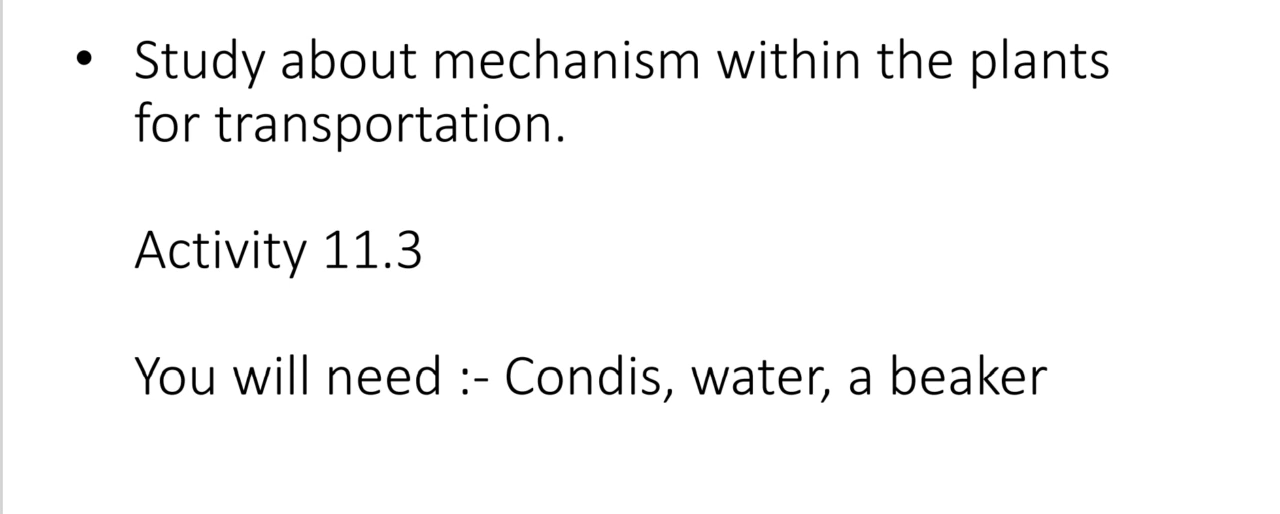 • Study about mechanism within the plants
for transportation.
Activity 11.3
You will need :- Condis, water, a beaker